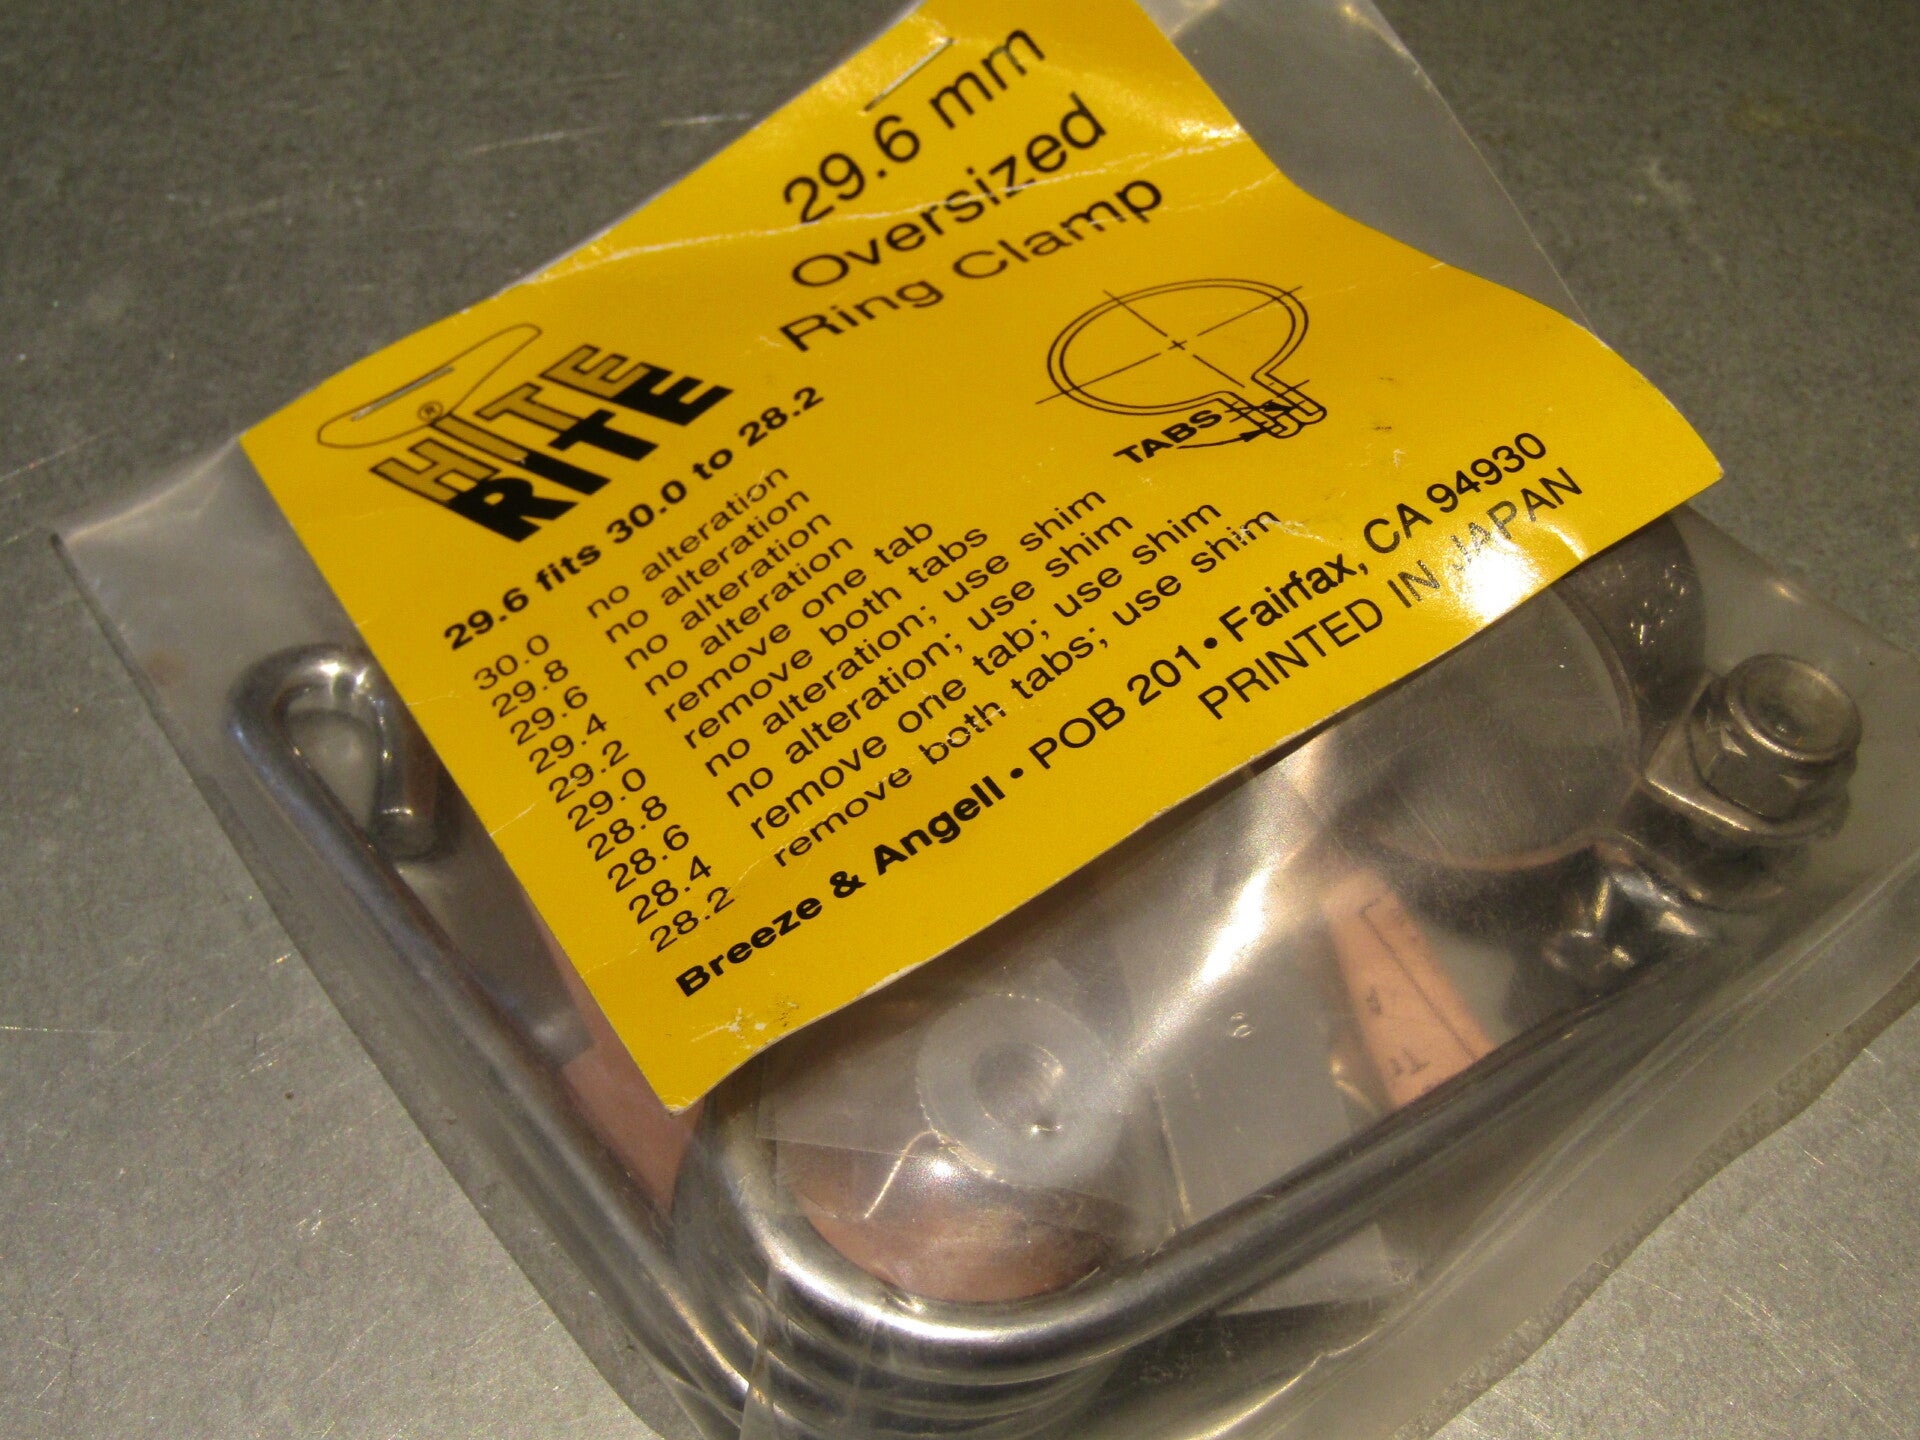 29.6 mm
Oversized
Ring Clamp
HITE
RITE
®
TABS
29.6 fits 30.0 to 28.2
30.0 no alteration
29.8 no alteration
29.6 no alteration
29.4 no alteration
29.2 remove one tab
29.0 remove both tabs
28.8 no alteration; use shim
28.6 no alteration; use shim
28.4 remove one tab; use shim
28.2 remove both tabs; use shim
Breeze & Angell • POB 201 • Fairfax, CA 94930
PRINTED IN JAPAN